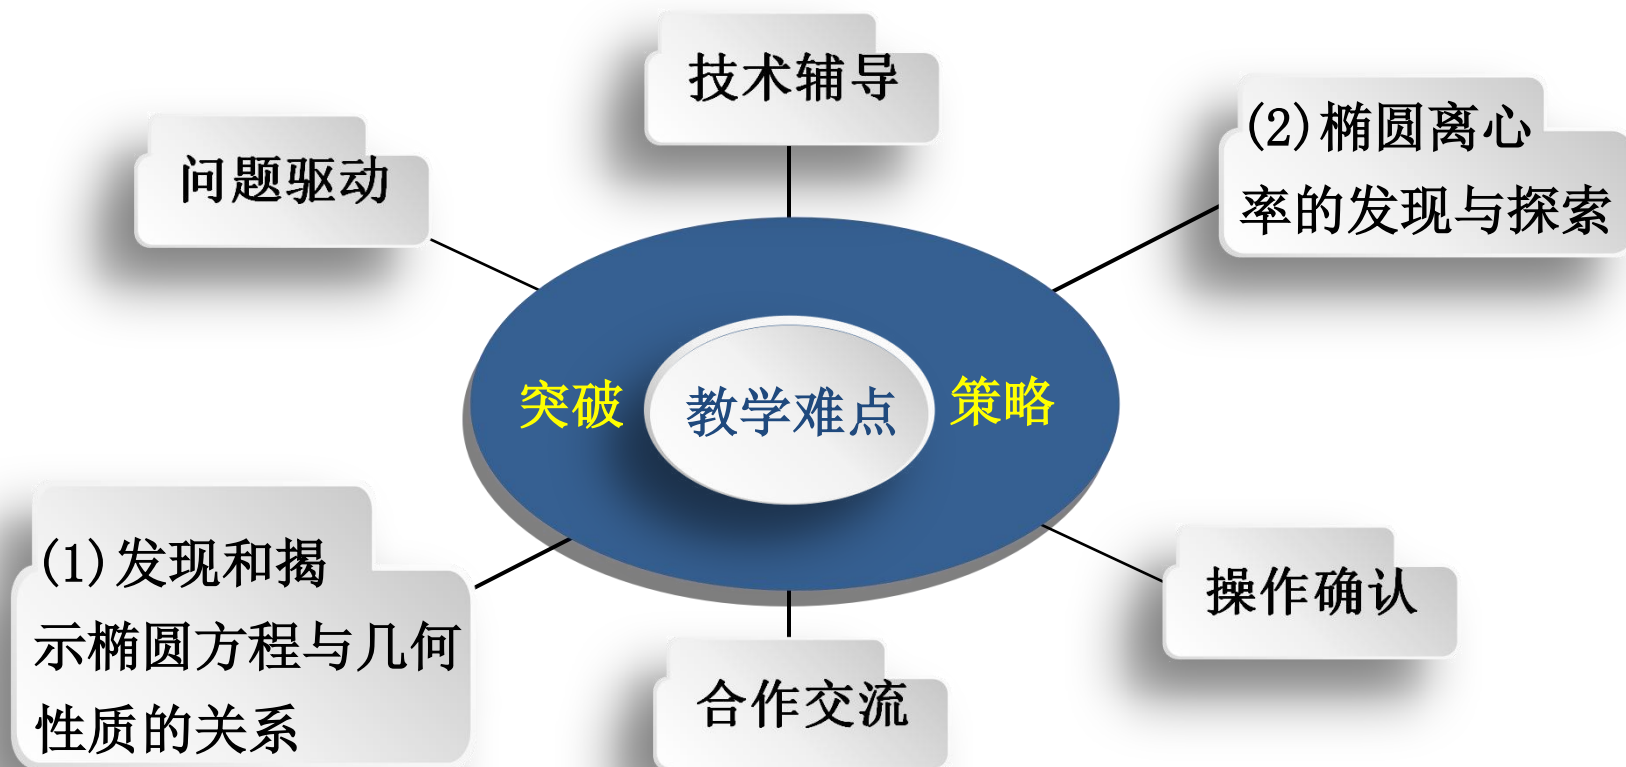 技术辅导
问题驱动
(2)椭圆离心
率的发现与探索
突破
教学难点
策略
(1)发现和揭
示椭圆方程与几何
性质的关系
操作确认
合作交流